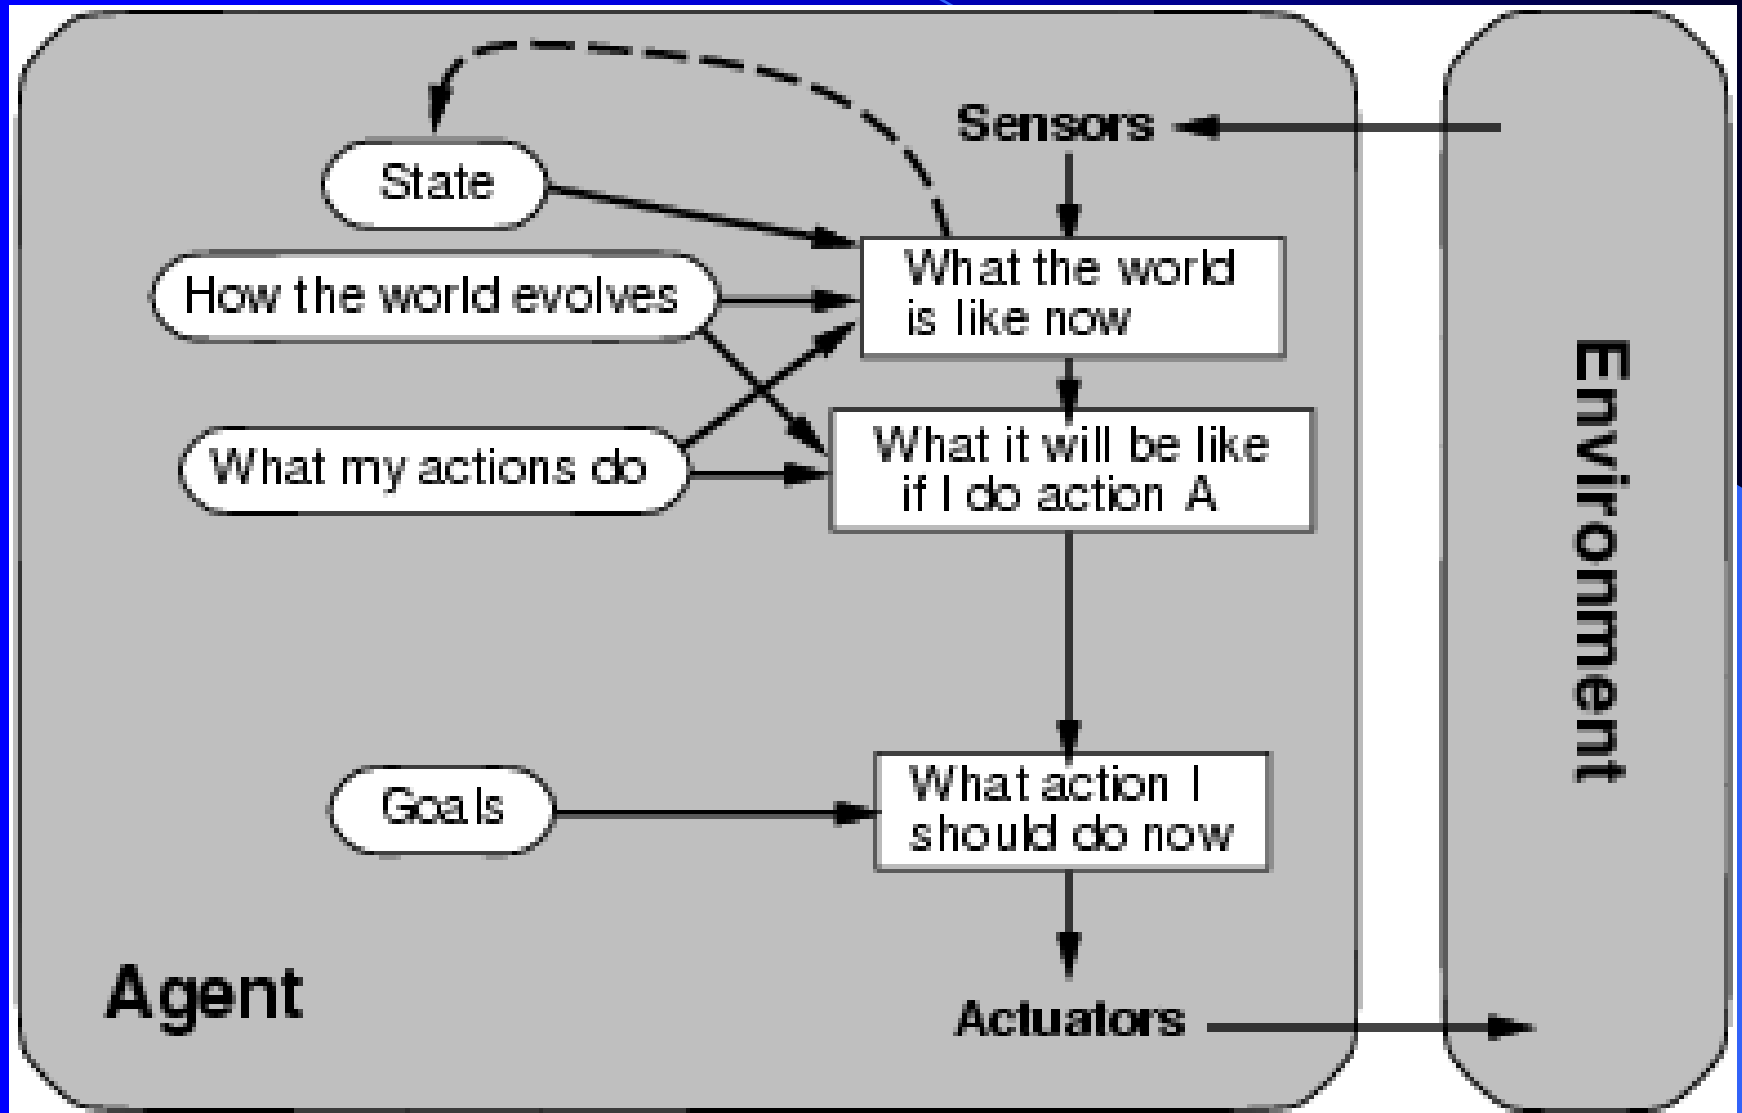 Sensors
State
What the world
is like now
How the world evolves
What it will be like
if I do action A
What my actions do
Environment
What action I
should do now
Goals
Agent
Actuators